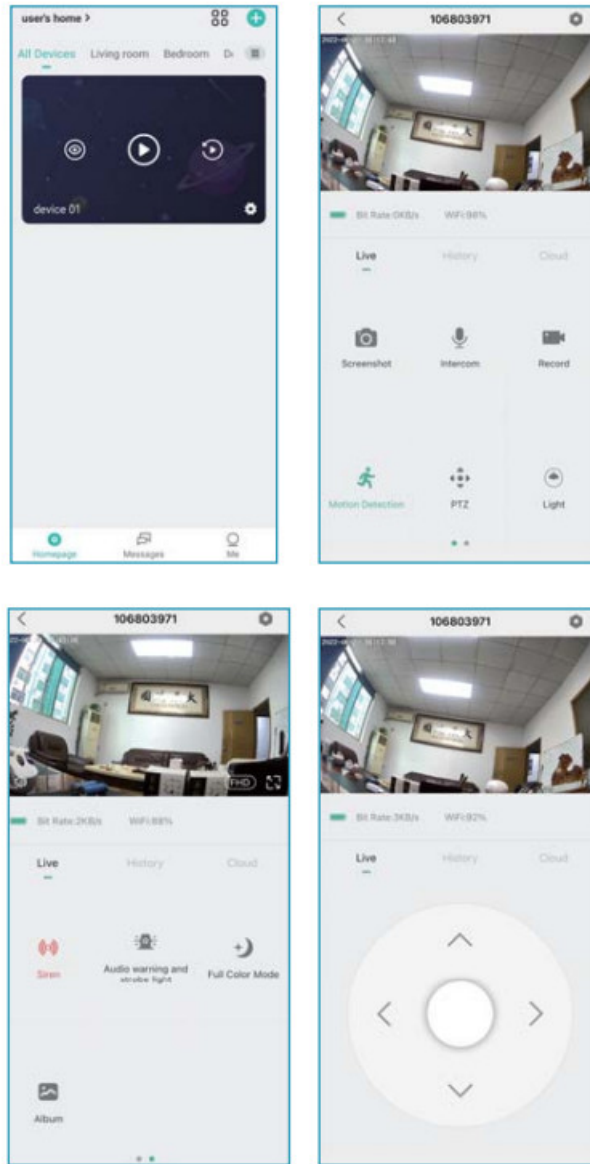 user's home >
All Devices Living room Bedroom
device 01
Homepage Messages Me
106803971
Bit Rate:0KB/s WiFi:98%
Live History Cloud
Screenshot Intercom Record
Motion Detection PTZ Light
106803971
FHD
Bit Rate:2KB/s WiFi:88%
Live History Cloud
Siren Audio warning and Full Color Mode
strobe light
Album
106803971
Bit Rate:3KB/s WiFi:92%
Live History Cloud